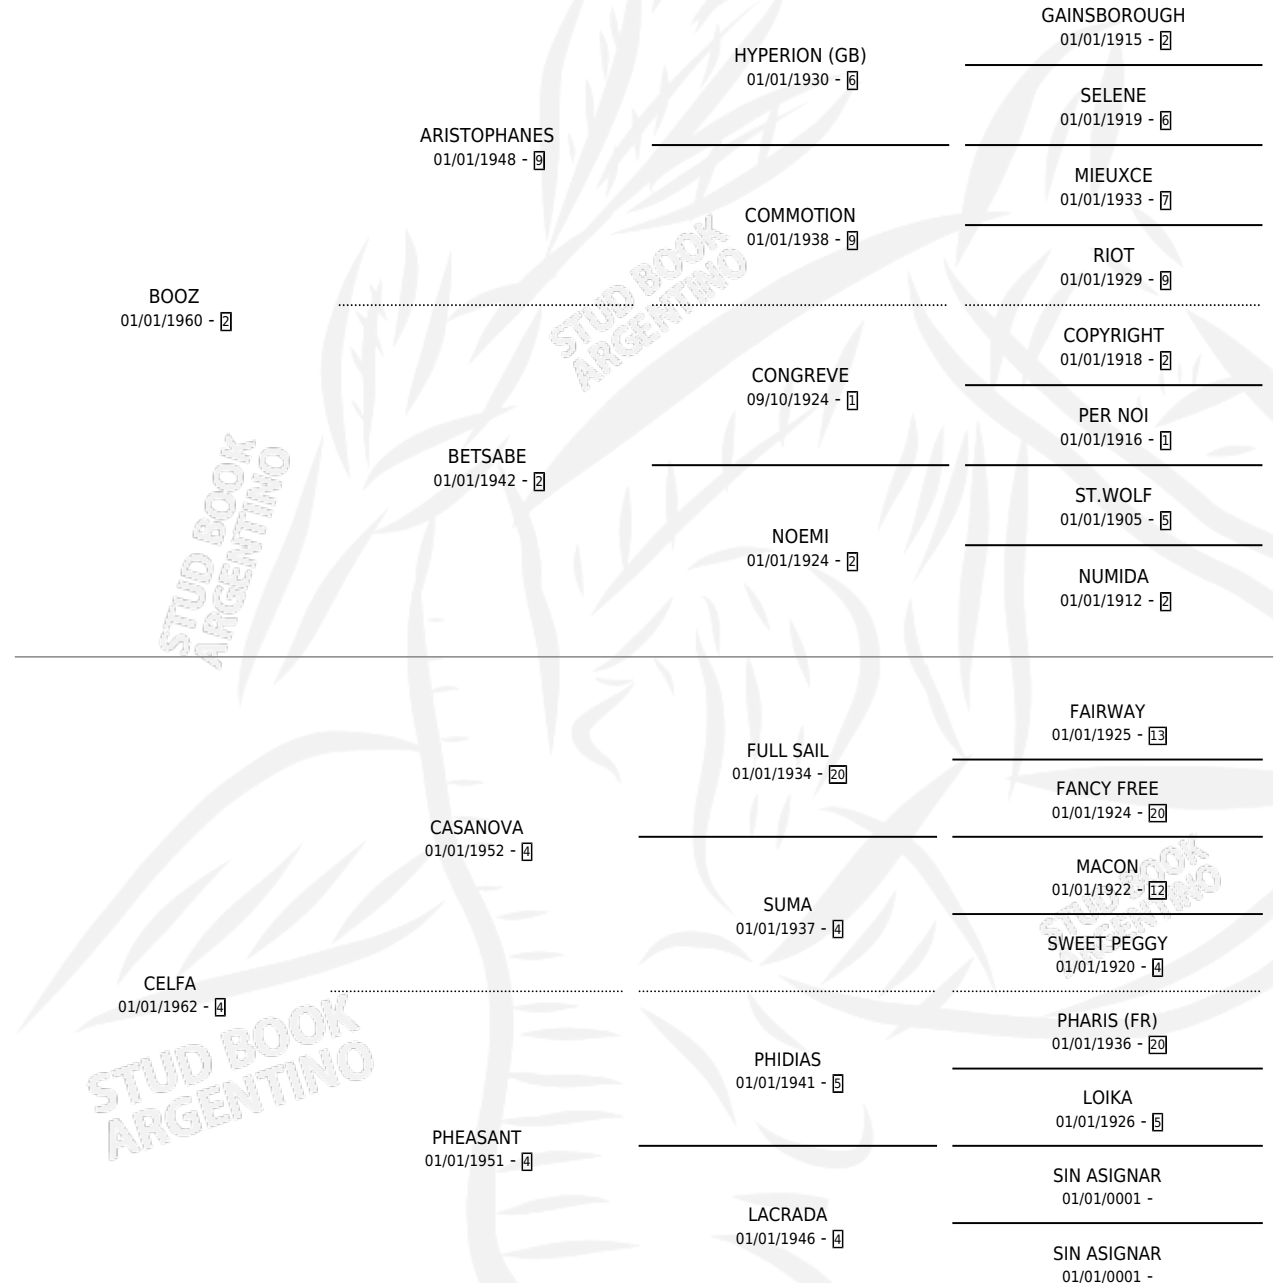 GAINSBOROUGH
01/01/1915 - 2
HYPERION (GB)
01/01/1930 - 6
SELENE
01/01/1919 - 6
ARISTOPHANES
01/01/1948 - 9
MIEUXCE
01/01/1933 - 7
COMMOTION
01/01/1938 - 9
RIOT
01/01/1929 - 9
BOOZ
01/01/1960 - 2
COPYRIGHT
01/01/1918 - 2
CONGREVE
09/10/1924 - 1
PER NOI
01/01/1916 - 1
BETSABE
01/01/1942 - 2
ST.WOLF
01/01/1905 - 5
NOEMI
01/01/1924 - 2
NUMIDA
01/01/1912 - 2
STUD BOOK
ARGENTINO
STUD BOOK
ARGENTINO
FAIRWAY
01/01/1925 - 13
FULL SAIL
01/01/1934 - 20
FANCY FREE
01/01/1924 - 20
CASANOVA
01/01/1952 - 4
MACON
01/01/1922 - 12
SUMA
01/01/1937 - 4
SWEET PEGGY
01/01/1920 - 4
STUD BOOK
ARGENTINO
CELFA
01/01/1962 - 4
PHARIS (FR)
01/01/1936 - 20
PHIDIAS
01/01/1941 - 5
LOIKA
01/01/1926 - 5
PHEASANT
01/01/1951 - 4
SIN ASIGNAR
01/01/0001 -
LACRADA
01/01/1946 - 4
SIN ASIGNAR
01/01/0001 -
STUD BOOK
ARGENTINO